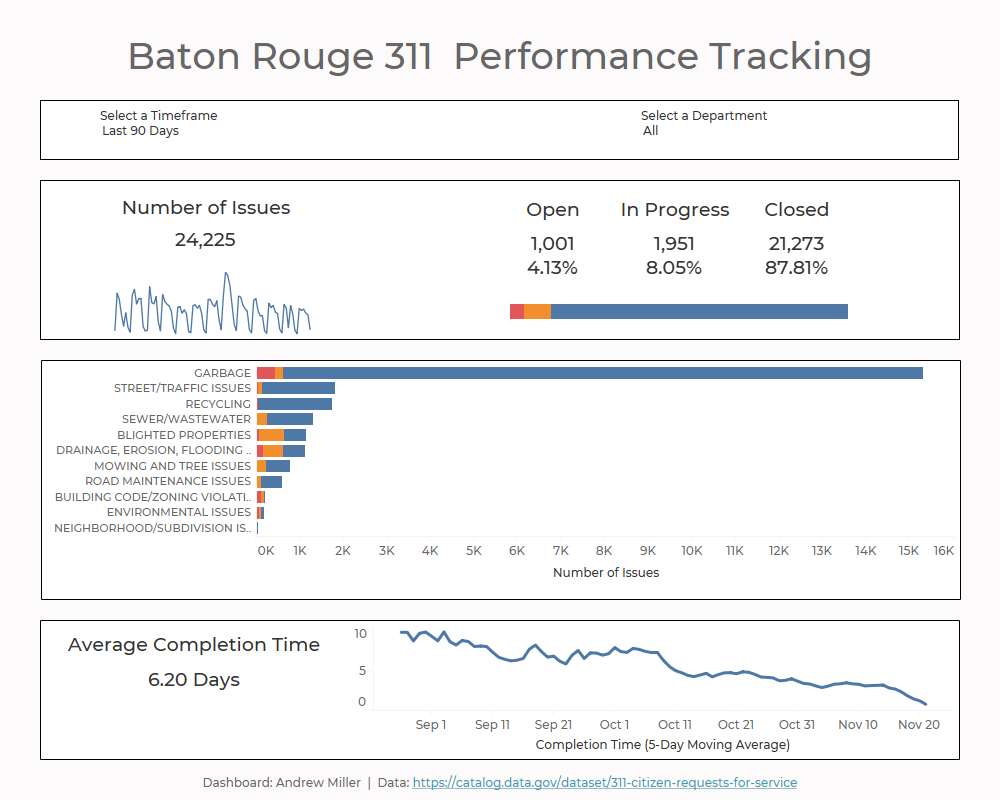 Baton Rouge 311 Performance Tracking
Select a Timeframe
Last 90 Days
Select a Department
All
Number of Issues
24,225
Open In Progress Closed
1,001 1,951 21,273
4.13% 8.05% 87.81%
GARBAGE
STREET/TRAFFIC ISSUES
RECYCLING
SEWER/WASTEWATER
BLIGHTED PROPERTIES
DRAINAGE, EROSION, FLOODING ..
MOWING AND TREE ISSUES
ROAD MAINTENANCE ISSUES
BUILDING CODE/ZONING VIOLATI..
ENVIRONMENTAL ISSUES
NEIGHBORHOOD/SUBDIVISION IS..
0K 1K 2K 3K 4K 5K 6K 7K 8K 9K 10K 11K 12K 13K 14K 15K 16K
Number of Issues
Average Completion Time
6.20 Days
10
5
0
Sep 1 Sep 11 Sep 21 Oct 1 Oct 11 Oct 21 Oct 31 Nov 10 Nov 20
Completion Time (5-Day Moving Average)
Dashboard: Andrew Miller | Data: https://catalog.data.gov/dataset/311-citizen-requests-for-service